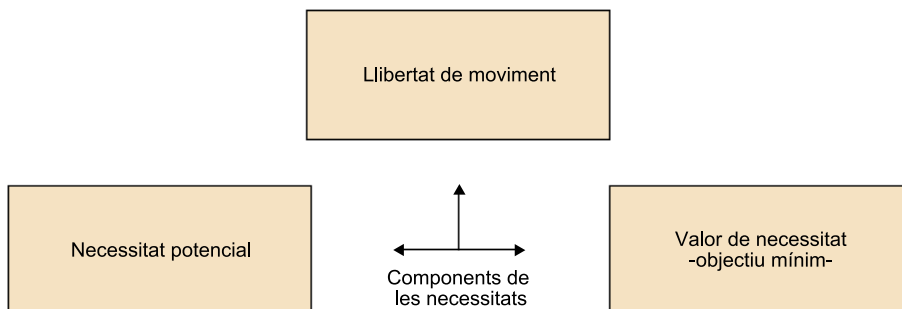 Llibertat de moviment
Necessitat potencial
Valor de necessitat
-objectiu mínim-
Components de
les necessitats